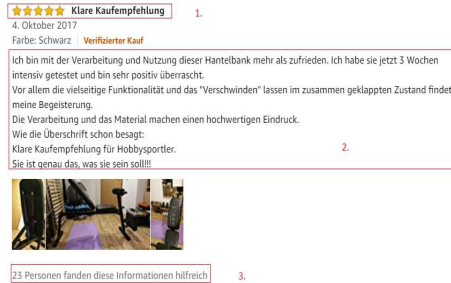 Klare Kaufempfehlung 1.
4. Oktober 2017
Farbe: Schwarz | Verifizierter Kauf
Ich bin mit der Verarbeitung und Nutzung dieser Hantelbank mehr als zufrieden. Ich habe sie jetzt 3 Wochen
intensiv getestet und bin sehr positiv überrascht.
Vor allem die vielseitige Funktionalität und das "Verschwinden" lassen im zusammen geklappten Zustand findet
meine Begeisterung.
Die Verarbeitung und das Material machen einen hochwertigen Eindruck.
Wie die Überschrift schon besagt:
Klare Kaufempfehlung für Hobbysportler.
2.
Sie ist genau das, was sie sein soll!!!
23 Personen fanden diese Informationen hilfreich 3.